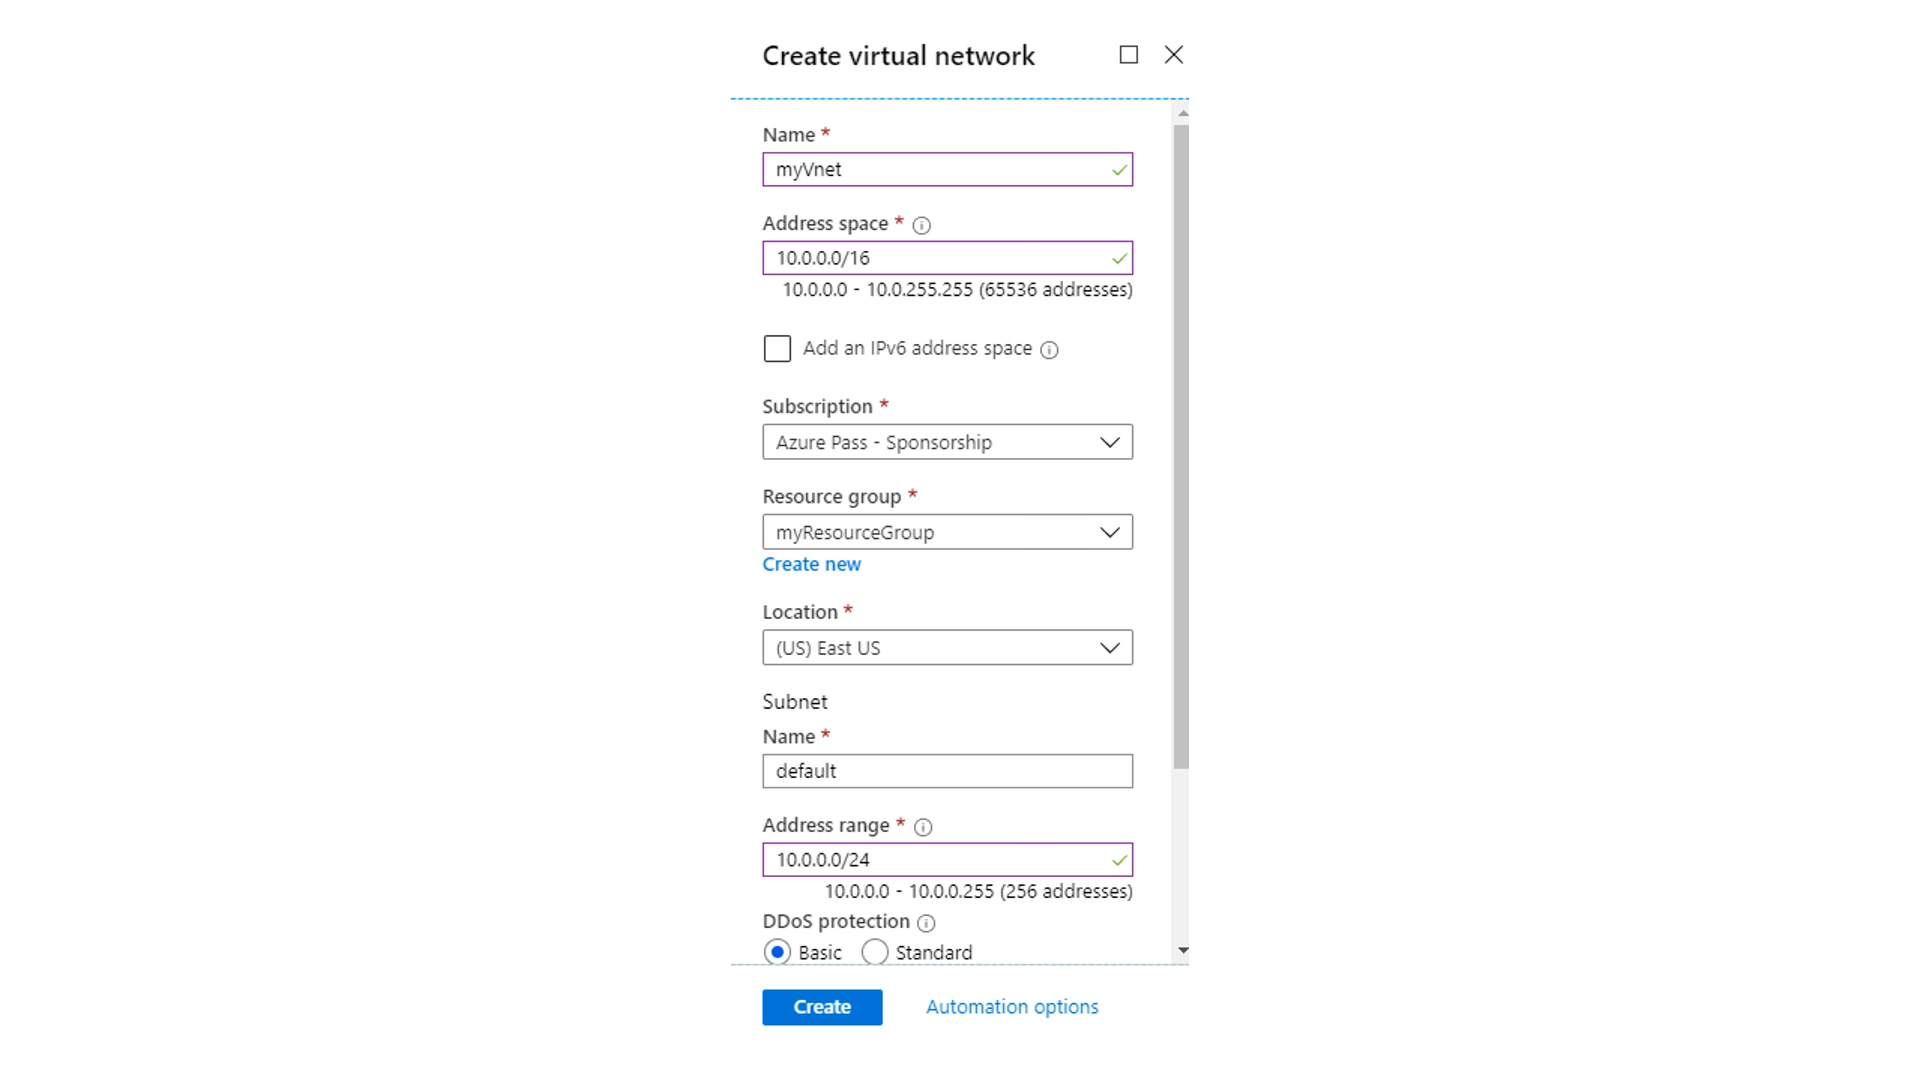 Create virtual network
Name *
myVnet
Address space *
10.0.0.0/16
10.0.0.0 - 10.0.255.255 (65536 addresses)
Add an IPv6 address space
Subscription *
Azure Pass - Sponsorship
Resource group *
myResourceGroup
Create new
Location *
(US) East US
Subnet
Name *
default
Address range *
10.0.0.0/24
10.0.0.0 - 10.0.0.255 (256 addresses)
DDoS protection
Basic Standard
Create Automation options